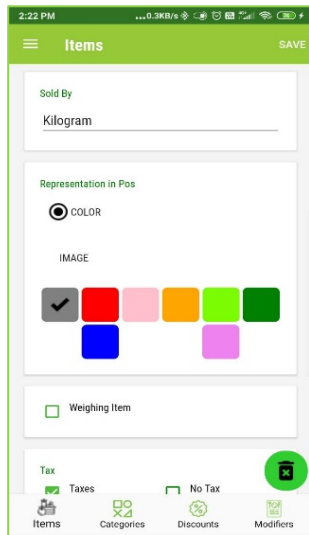 2:22 PM ...0.3KB/s
Items SAVE
Sold By
Kilogram
Representation in Pos
COLOR
IMAGE
Weighing Item
Tax
Taxes No Tax
Items Categories Discounts Modifiers